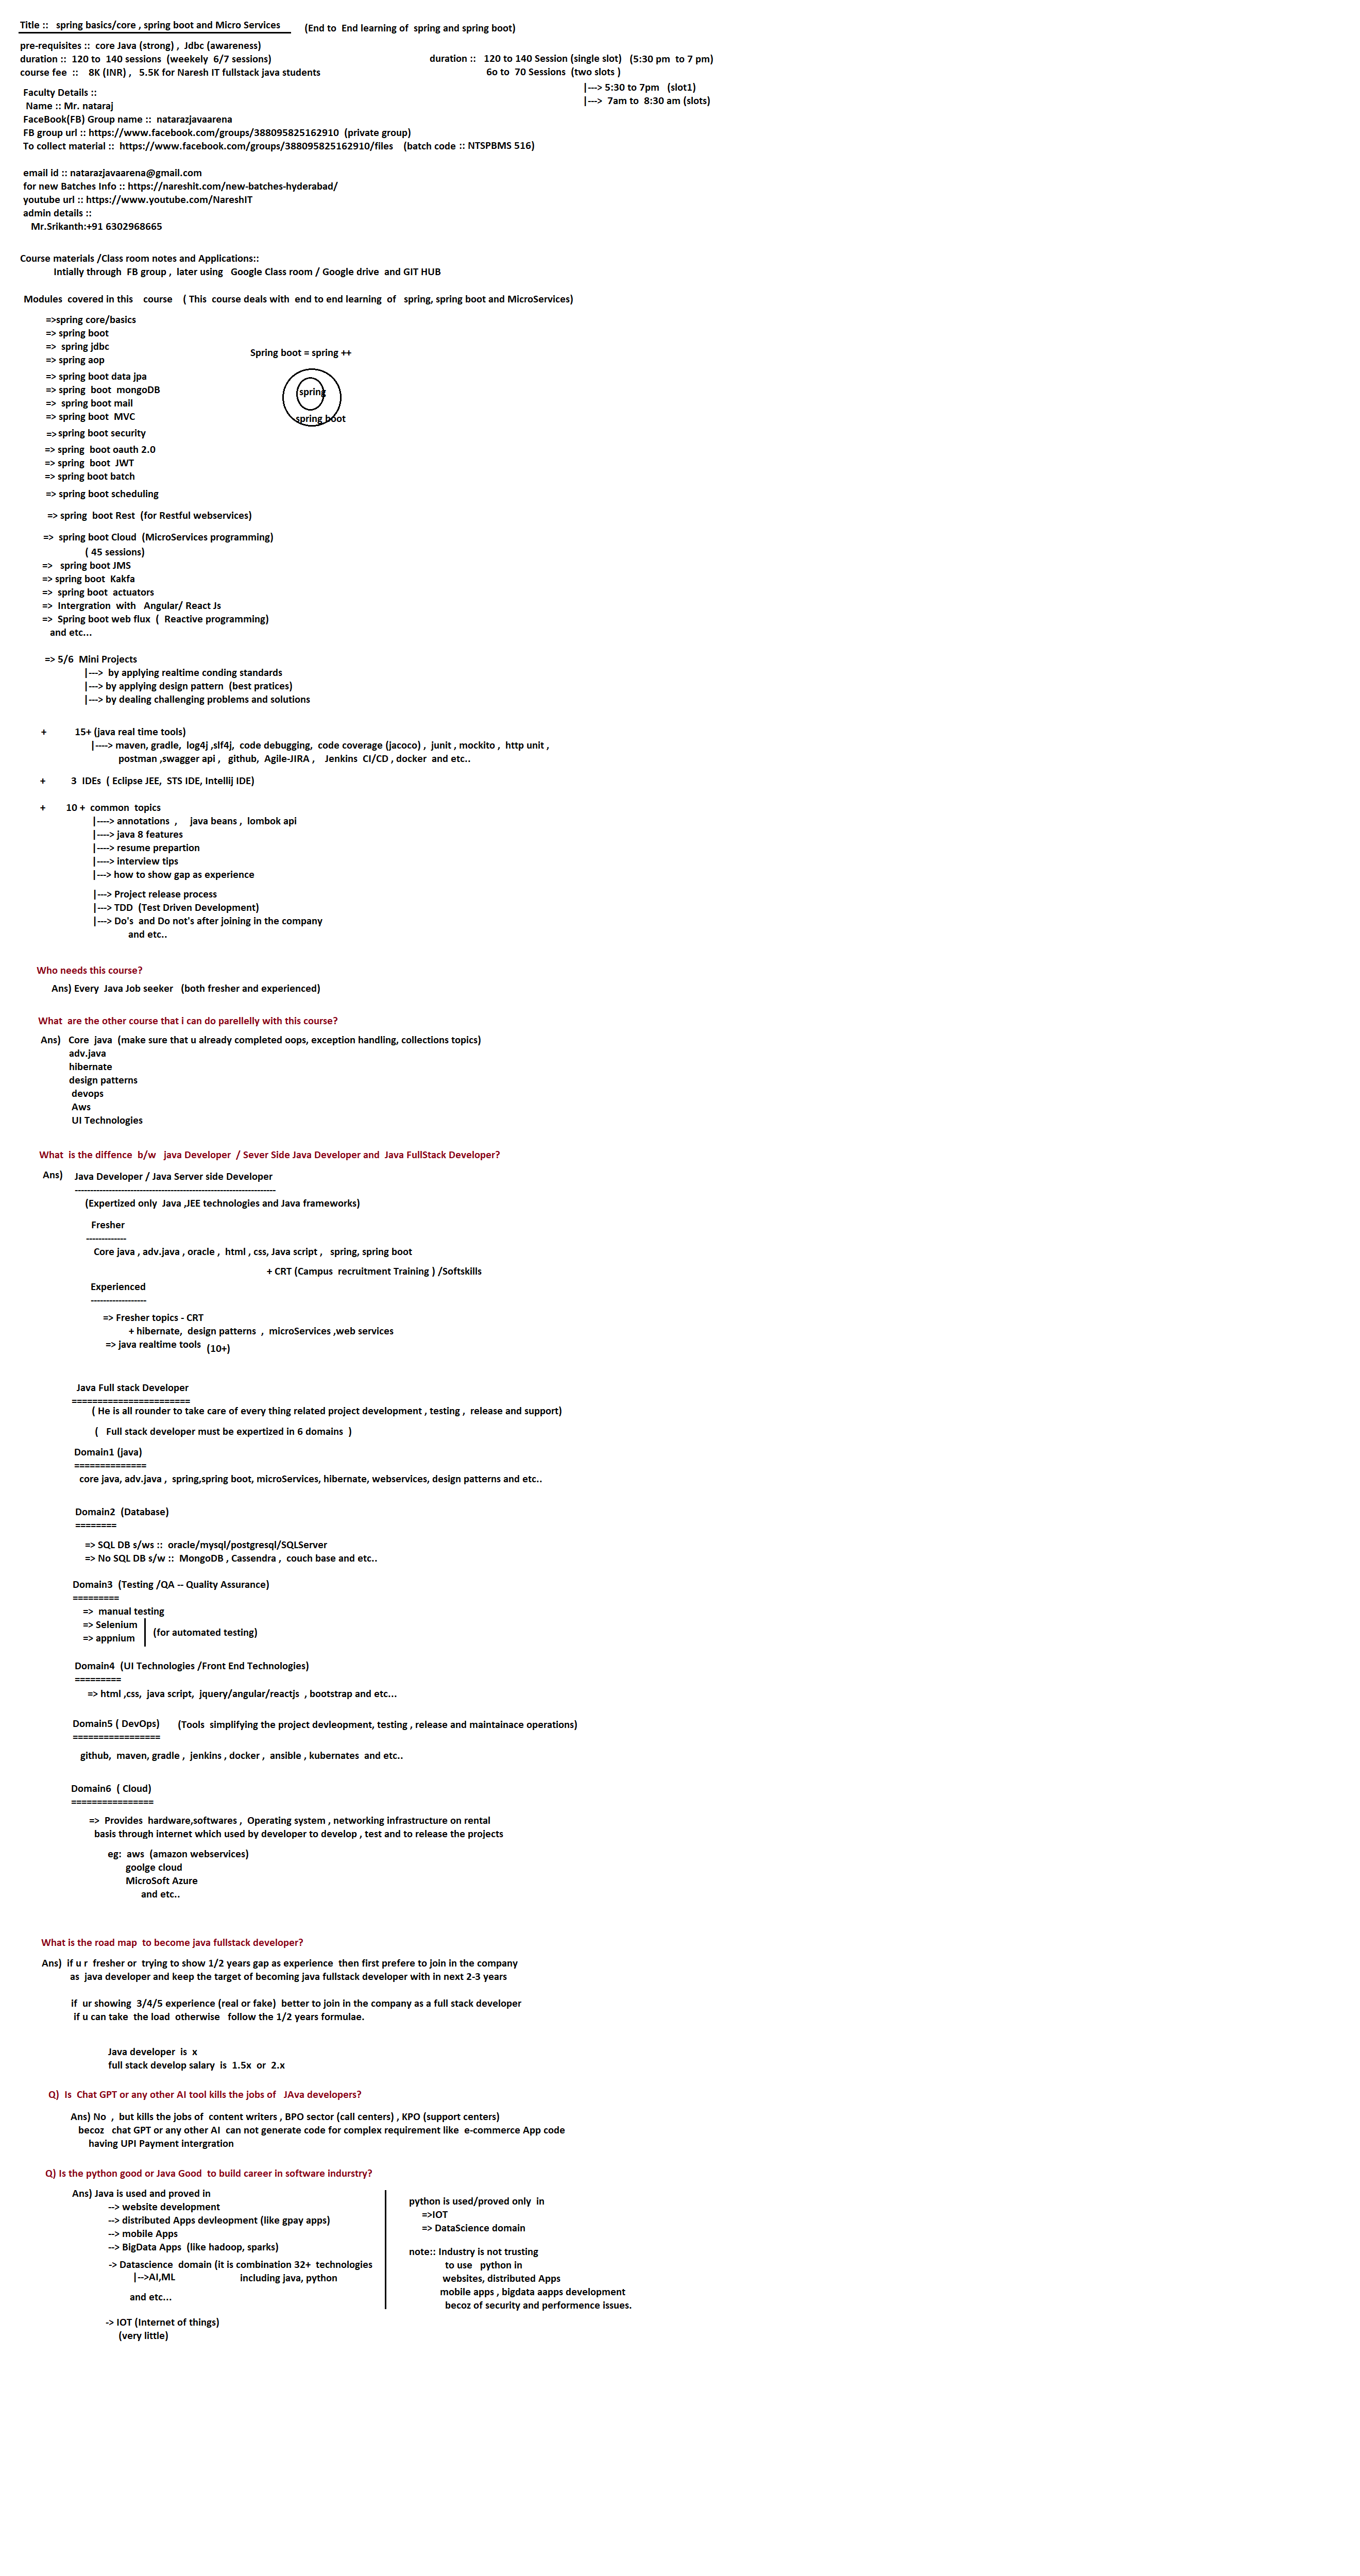 Title :: spring basics/core , spring boot and Micro Services (End to End learning of spring and spring boot)
pre-requisites :: core Java (strong) , Jdbc (awareness)
duration :: 120 to 140 sessions (weekely 6/7 sessions)
course fee :: 8K (INR) , 5.5K for Naresh IT fullstack java students
duration :: 120 to 140 Session (single slot) (5:30 pm to 7 pm)
6o to 70 Sessions (two slots )
|---> 5:30 to 7pm (slot1)
|---> 7am to 8:30 am (slots)
Faculty Details ::
Name :: Mr. nataraj
FaceBook(FB) Group name :: natarazjavaarena
FB group url :: https://www.facebook.com/groups/388095825162910 (private group)
To collect material :: https://www.facebook.com/groups/388095825162910/files (batch code :: NTSPBMS 516)
email id :: natarazjavaarena@gmail.com
for new Batches Info :: https://nareshit.com/new-batches-hyderabad/
youtube url :: https://www.youtube.com/NareshIT
admin details ::
Mr.Srikanth:+91 6302968665
Course materials /Class room notes and Applications::
Intially through FB group , later using Google Class room / Google drive and GIT HUB
Modules covered in this course ( This course deals with end to end learning of spring, spring boot and MicroServices)
=>spring core/basics
=> spring boot
=> spring jdbc
=> spring aop
=> spring boot data jpa
=> spring boot mongoDB
=> spring boot mail
=> spring boot MVC
=> spring boot security
=> spring boot oauth 2.0
=> spring boot JWT
=> spring boot batch
=> spring boot scheduling
=> spring boot Rest (for Restful webservices)
=> spring boot Cloud (MicroServices programming)
( 45 sessions)
=> spring boot JMS
=> spring boot Kakfa
=> spring boot actuators
=> Intergration with Angular/ React Js
=> Spring boot web flux ( Reactive programming)
and etc...
Spring boot = spring ++
spring
spring boot
=> 5/6 Mini Projects
|---> by applying realtime conding standards
|---> by applying design pattern (best pratices)
|---> by dealing challenging problems and solutions
+ 15+ (java real time tools)
|----> maven, gradle, log4j ,slf4j, code debugging, code coverage (jacoco) , junit , mockito , http unit ,
postman ,swagger api , github, Agile-JIRA , Jenkins CI/CD , docker and etc..
+ 3 IDEs ( Eclipse JEE, STS IDE, Intellij IDE)
+ 10 + common topics
|----> annotations , java beans , lombok api
|----> java 8 features
|----> resume prepartion
|----> interview tips
|---> how to show gap as experience
|---> Project release process
|---> TDD (Test Driven Development)
|---> Do's and Do not's after joining in the company
and etc..
Who needs this course?
Ans) Every Java Job seeker (both fresher and experienced)
What are the other course that i can do parellelly with this course?
Ans) Core java (make sure that u already completed oops, exception handling, collections topics)
adv.java
hibernate
design patterns
devops
Aws
UI Technologies
What is the diffence b/w java Developer / Sever Side Java Developer and Java FullStack Developer?
Ans) Java Developer / Java Server side Developer
-----------------------------------------------------------------
(Expertized only Java ,JEE technologies and Java frameworks)
Fresher
-------------
Core java , adv.java , oracle , html , css, Java script , spring, spring boot
+ CRT (Campus recruitment Training ) /Softskills
Experienced
------------------
=> Fresher topics - CRT
+ hibernate, design patterns , microServices ,web services
=> java realtime tools (10+)
Java Full stack Developer
=======================
( He is all rounder to take care of every thing related project development , testing , release and support)
( Full stack developer must be expertized in 6 domains )
Domain1 (java)
==============
core java, adv.java , spring,spring boot, microServices, hibernate, webservices, design patterns and etc..
Domain2 (Database)
========
=> SQL DB s/ws :: oracle/mysql/postgresql/SQLServer
=> No SQL DB s/w :: MongoDB , Cassendra , couch base and etc..
Domain3 (Testing /QA -- Quality Assurance)
=========
=> manual testing
=> Selenium
=> appnium
(for automated testing)
Domain4 (UI Technologies /Front End Technologies)
=========
=> html ,css, java script, jquery/angular/reactjs , bootstrap and etc...
Domain5 ( DevOps) (Tools simplifying the project devleopment, testing , release and maintainace operations)
=================
github, maven, gradle , jenkins , docker , ansible , kubernates and etc..
Domain6 ( Cloud)
================
=> Provides hardware,softwares , Operating system , networking infrastructure on rental
basis through internet which used by developer to develop , test and to release the projects
eg: aws (amazon webservices)
goolge cloud
MicroSoft Azure
and etc..
What is the road map to become java fullstack developer?
Ans) if u r fresher or trying to show 1/2 years gap as experience then first prefere to join in the company
as java developer and keep the target of becoming java fullstack developer with in next 2-3 years
if ur showing 3/4/5 experience (real or fake) better to join in the company as a full stack developer
if u can take the load otherwise follow the 1/2 years formulae.
Java developer is x
full stack develop salary is 1.5x or 2.x
Q) Is Chat GPT or any other AI tool kills the jobs of JAva developers?
Ans) No , but kills the jobs of content writers , BPO sector (call centers) , KPO (support centers)
becoz chat GPT or any other AI can not generate code for complex requirement like e-commerce App code
having UPI Payment intergration
Q) Is the python good or Java Good to build career in software indurstry?
Ans) Java is used and proved in
--> website development
--> distributed Apps devleopment (like gpay apps)
--> mobile Apps
--> BigData Apps (like hadoop, sparks)
-> Datascience domain (it is combination 32+ technologies
|-->AI,ML including java, python
and etc...
-> IOT (Internet of things)
(very little)
python is used/proved only in
=>IOT
=> DataScience domain
note:: Industry is not trusting
to use python in
websites, distributed Apps
mobile apps , bigdata aapps development
becoz of security and performence issues.